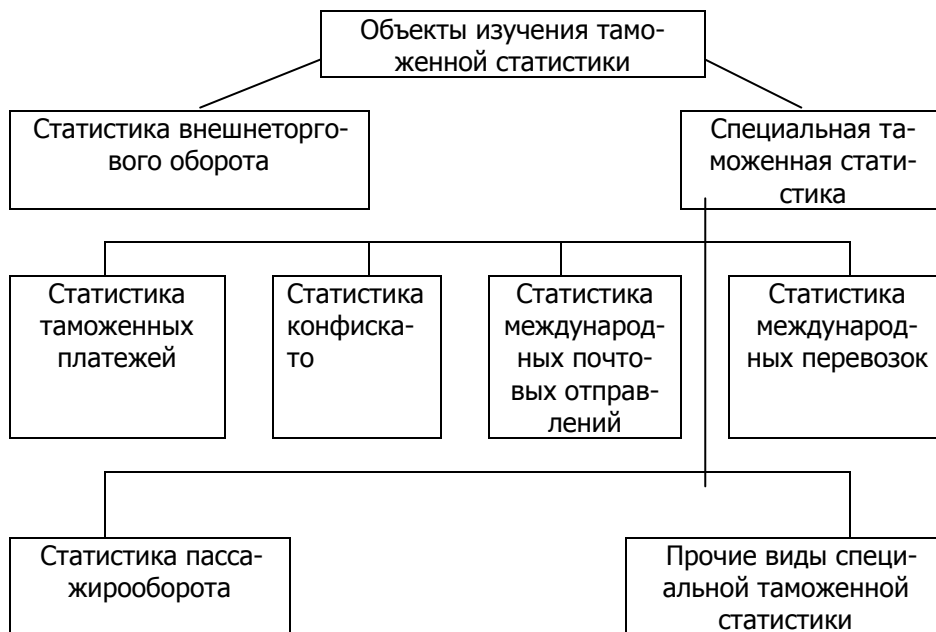 Объекты изучения тамо-
женной статистики
Статистика внешнеторго-
вого оборота
Специальная та-
моженная стати-
стика
Статистика
таможенных
платежей
Статистика
конфиска-
то
Статистика
международ-
ных почто-
вых отправ-
лений
Статистика
международ-
ных перевозок
Статистика пасса-
жирооборота
Прочие виды специ-
альной таможенной
статистики